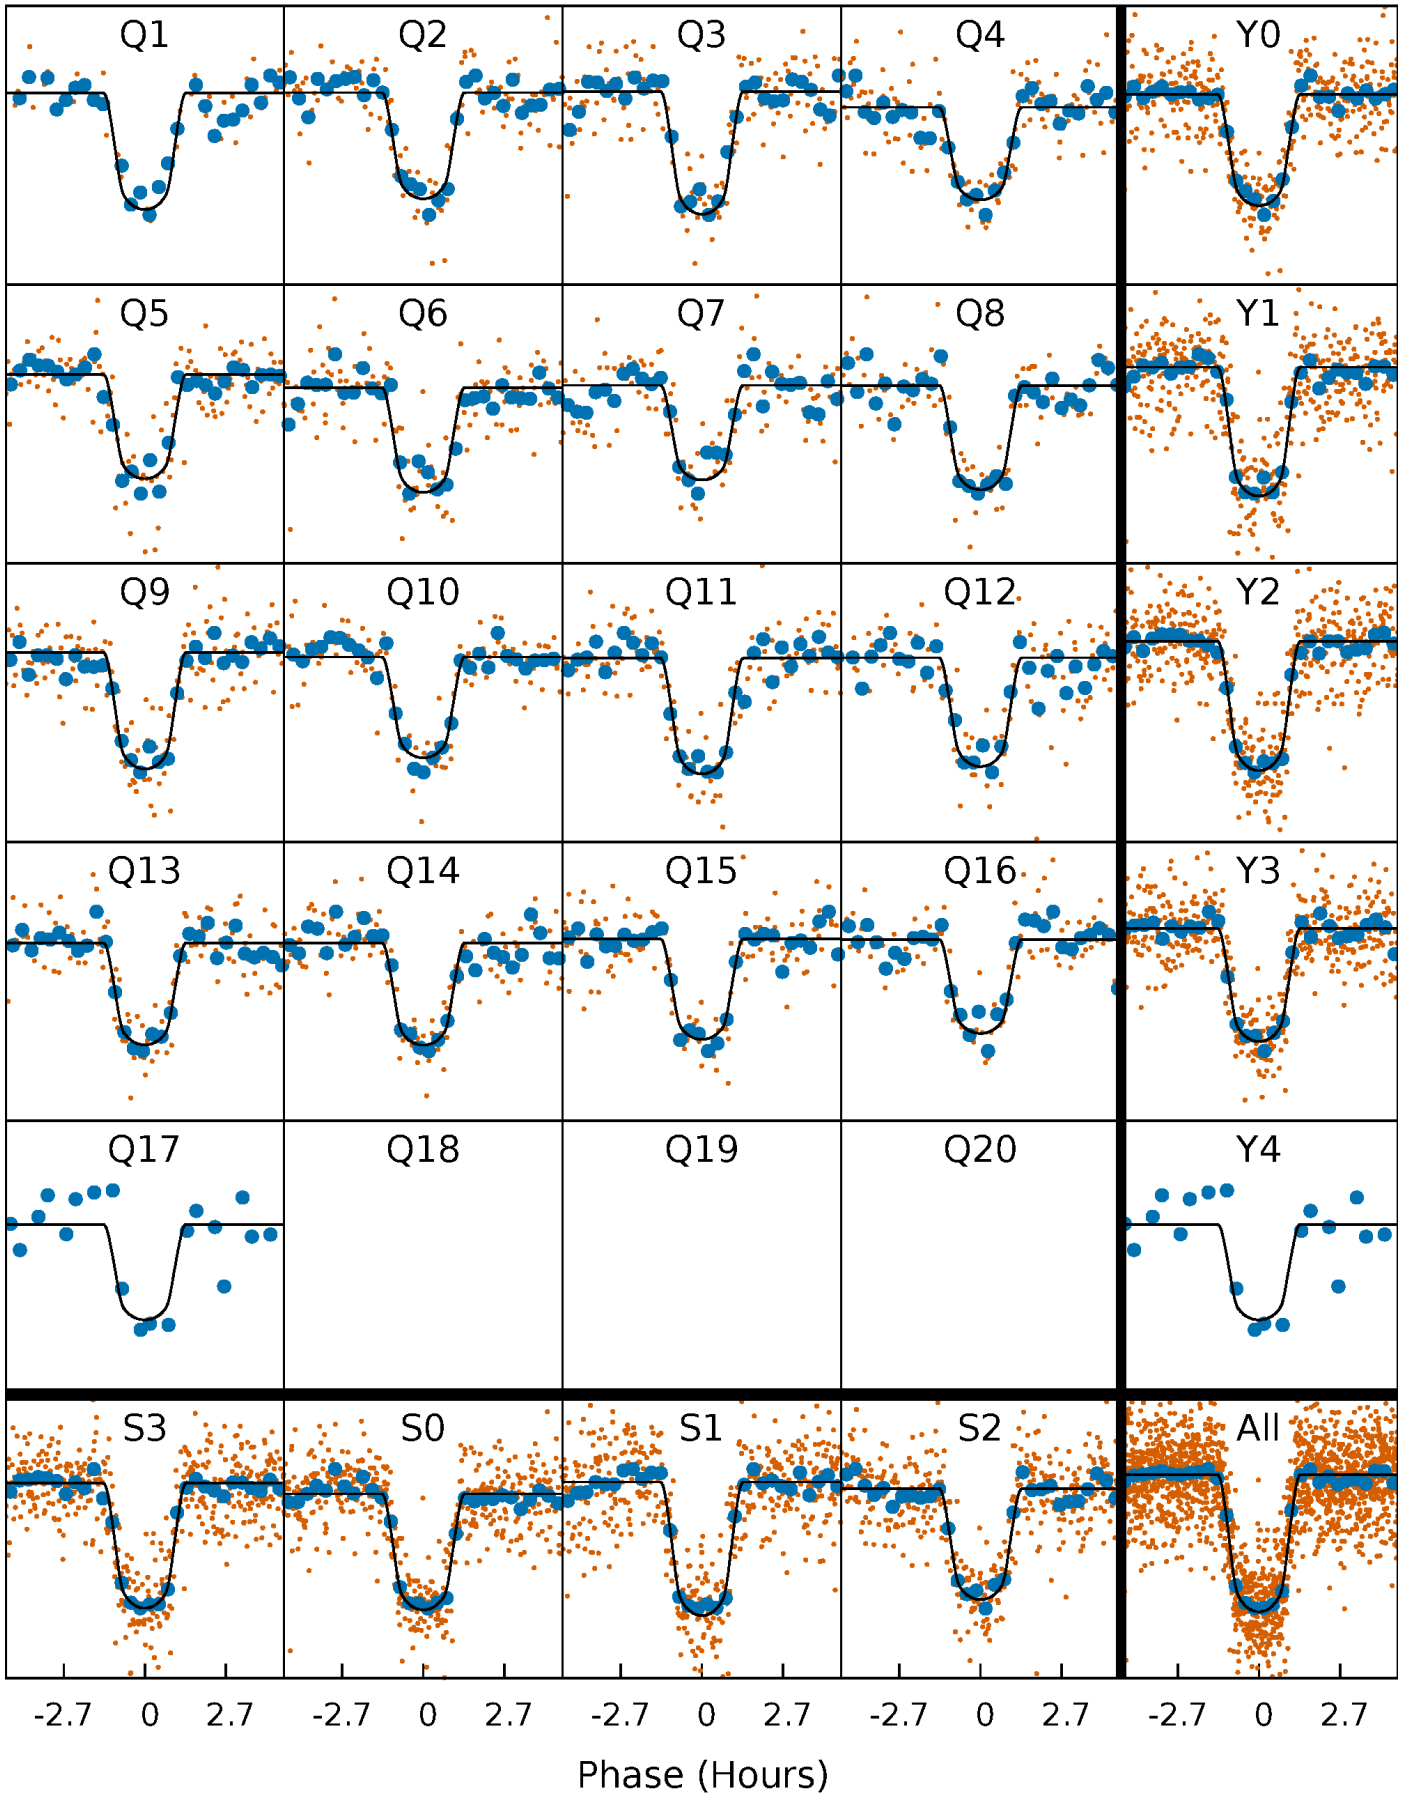 Q1 Q2 Q3 Q4 Y0
Q5 Q6 Q7 Q8 Y1
Q9 Q10 Q11 Q12 Y2
Q13 Q14 Q15 Q16 Y3
Q17 Q18 Q19 Q20 Y4
S3 S0 S1 S2 All
-2.7 0 2.7 -2.7 0 2.7 -2.7 0 2.7 -2.7 0 2.7 -2.7 0 2.7
Phase (Hours)